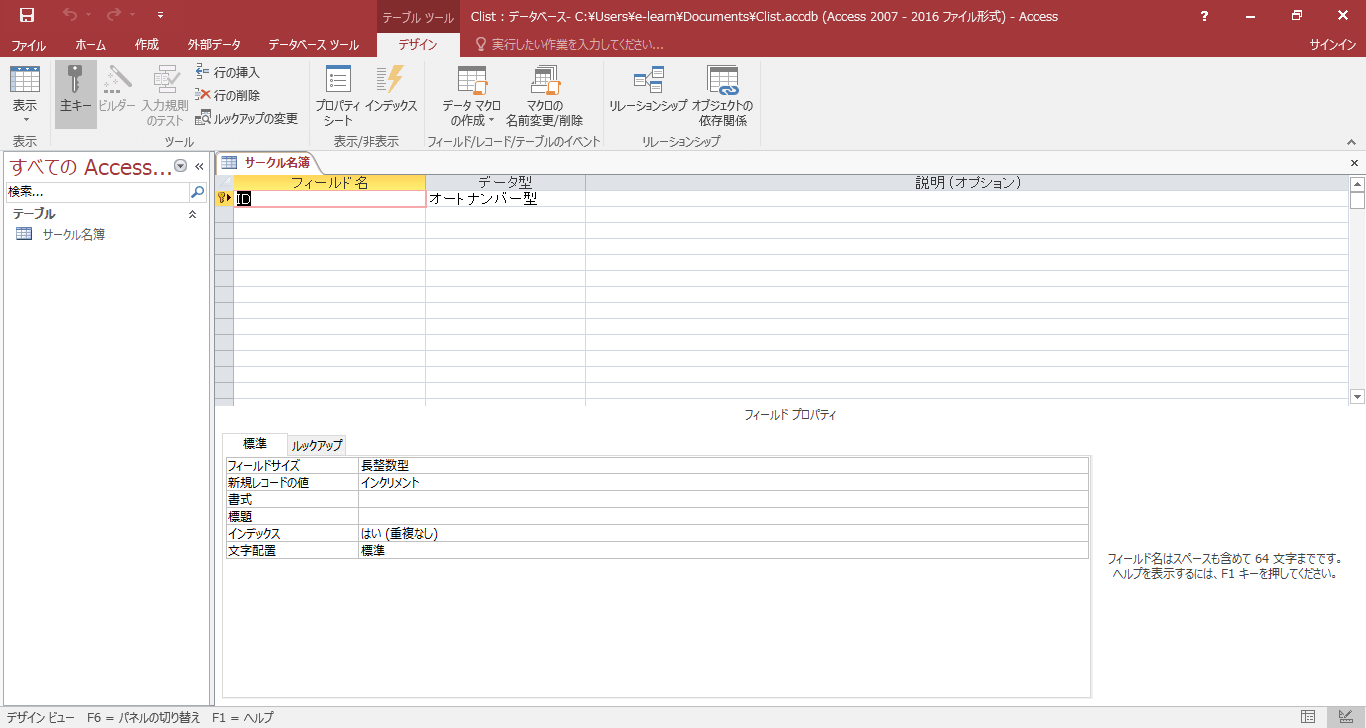 テーブル ツール
Clist : データベース- C:¥Users¥e-learn¥Documents¥Clist.accdb (Access 2007 - 2016 ファイル形式) - Access
?
ファイル ホーム 作成 外部データ データベース ツール デザイン 実行したい作業を入力してください... サインイン
表示
主キー ビルダー 入力規則のテスト
行の挿入
行の削除
ルックアップの変更
プロパティ シート インデックス
データ マクロの作成
マクロの名前変更/削除
リレーションシップ オブジェクトの依存関係
表示 ツール 表示/非表示 フィールド/レコード/テーブルのイベント リレーションシップ
すべての Access...
検索...
テーブル
サークル名簿
サークル名簿
フィールド名 データ型 説明(オプション)
ID オートナンバー型
フィールド プロパティ
標準 ルックアップ
フィールドサイズ 長整数型
新規レコードの値 インクリメント
書式
標題
インデックス はい (重複なし)
文字配置 標準
フィールド名はスペースも含めて 64 文字までです。
ヘルプを表示するには、F1 キーを押してください。
デザイン ビュー F6 = パネルの切り替え F1 = ヘルプ